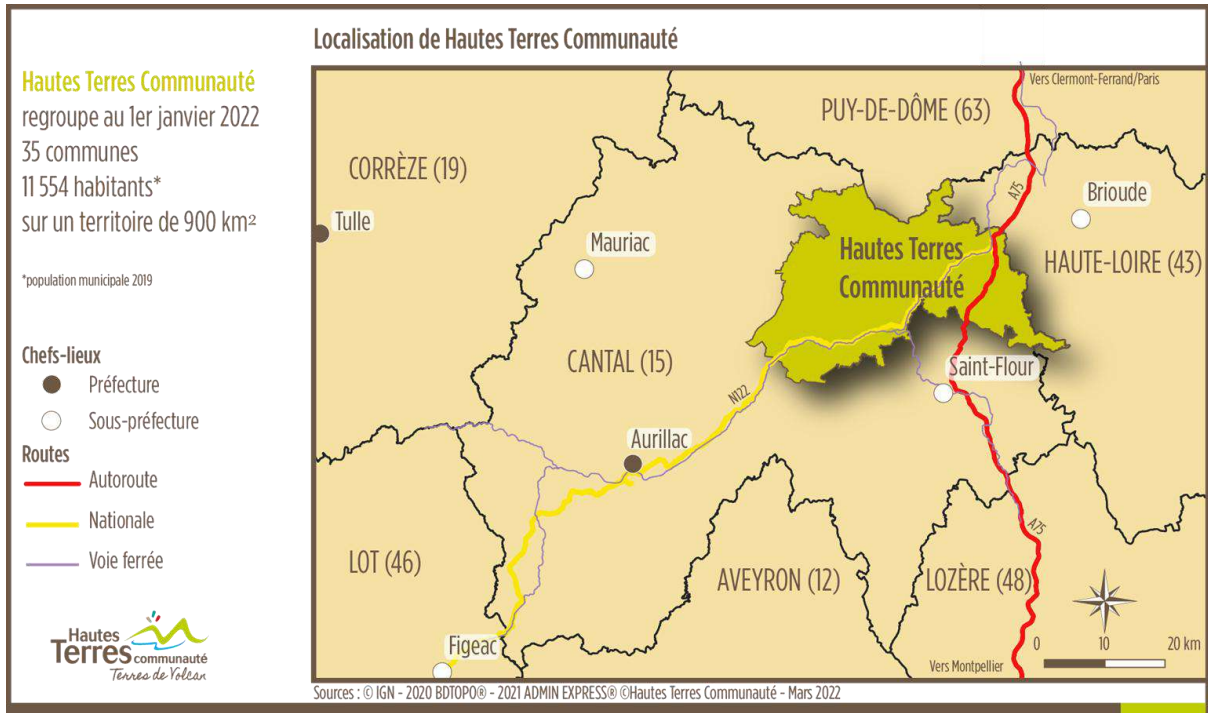 Localisation de Hautes Terres Communauté
Hautes Terres Communauté
regroupe au 1er janvier 2022
35 communes
11 554 habitants*
sur un territoire de 900 km²
*population municipale 2019
Chefs-lieux
Préfecture
Sous-préfecture
Routes
Autoroute
Nationale
Voie ferrée
Hautes
Terres communauté
Terres de Volcan
Vers Clermont-Ferrand/Paris
PUY-DE-DÔME (63)
CORRÈZE (19)
A75
Brioude
Tulle
Mauriac
Hautes Terres
Communauté
HAUTE-LOIRE (43)
CANTAL (15)
Saint-Flour
N122
Aurillac
A75
LOT (46)
AVEYRON (12)
LOZÈRE (48)
Figeac
0 10 20 km
Vers Montpellier
Sources : © IGN - 2020 BDTOPO® - 2021 ADMIN EXPRESS® ©Hautes Terres Communauté - Mars 2022